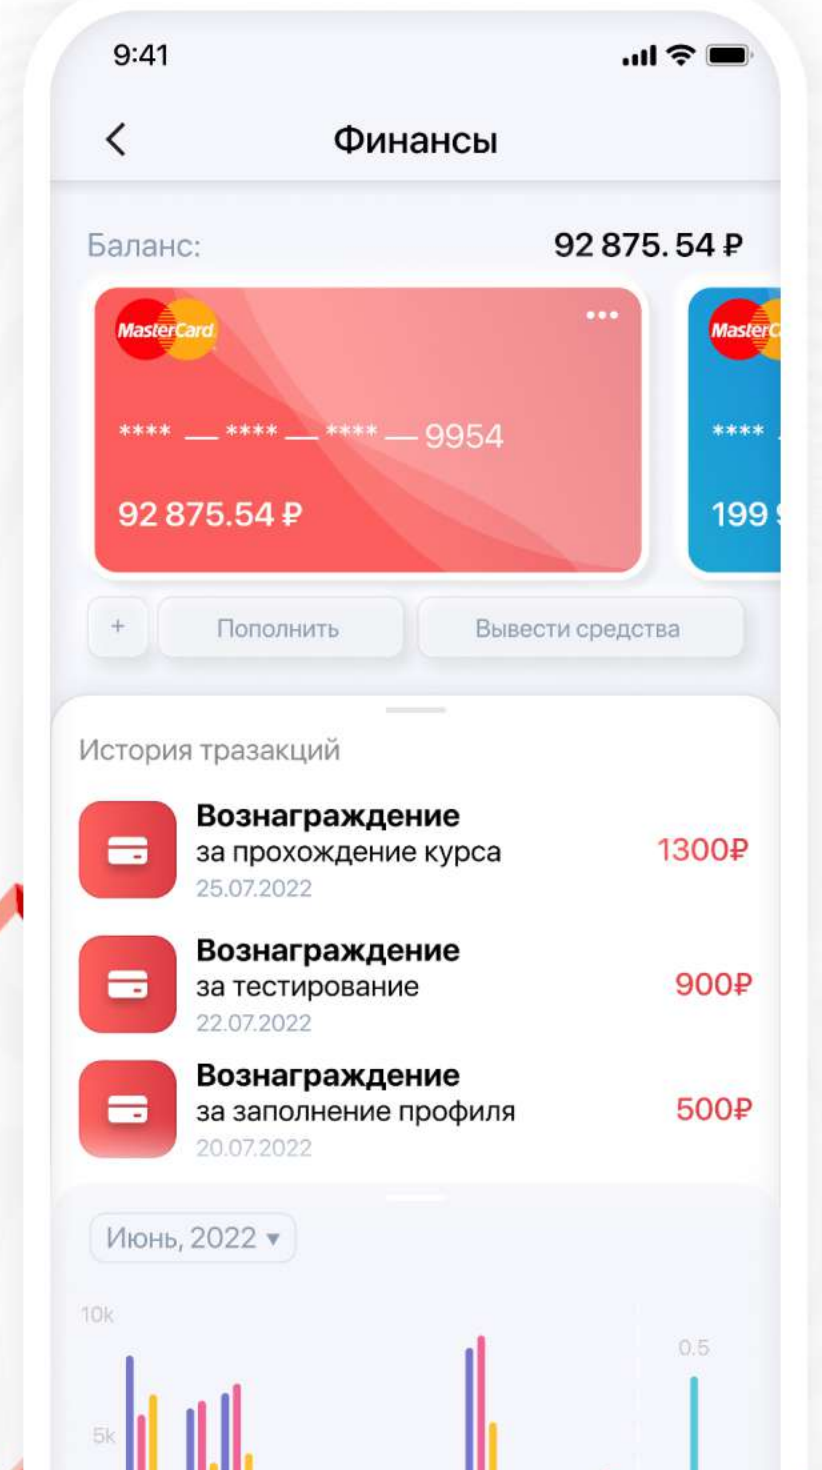 9:41
Финансы
Баланс: 92 875.54 ₽
MasterCard
**** — **** — **** — 9954
92 875.54 ₽
MasterC
****
199
+ Пополнить Вывести средства
История тразакций
Вознаграждение
за прохождение курса
25.07.2022
1300₽
Вознаграждение
за тестирование
22.07.2022
900₽
Вознаграждение
за заполнение профиля
20.07.2022
500₽
Июнь, 2022 ▾
10k
0.5
5k